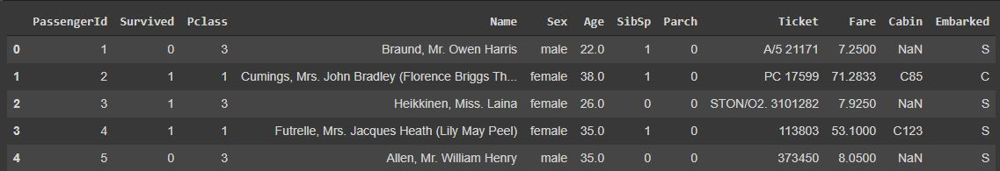 PassengerId Survived Pclass Name Sex Age SibSp Parch Ticket Fare Cabin Embarked
0 1 0 3 Braund, Mr. Owen Harris male 22.0 1 0 A/5 21171 7.2500 NaN S
1 2 1 1 Cumings, Mrs. John Bradley (Florence Briggs Th... female 38.0 1 0 PC 17599 71.2833 C85 C
2 3 1 3 Heikkinen, Miss. Laina female 26.0 0 0 STON/O2. 3101282 7.9250 NaN S
3 4 1 1 Futrelle, Mrs. Jacques Heath (Lily May Peel) female 35.0 1 0 113803 53.1000 C123 S
4 5 0 3 Allen, Mr. William Henry male 35.0 0 0 373450 8.0500 NaN S